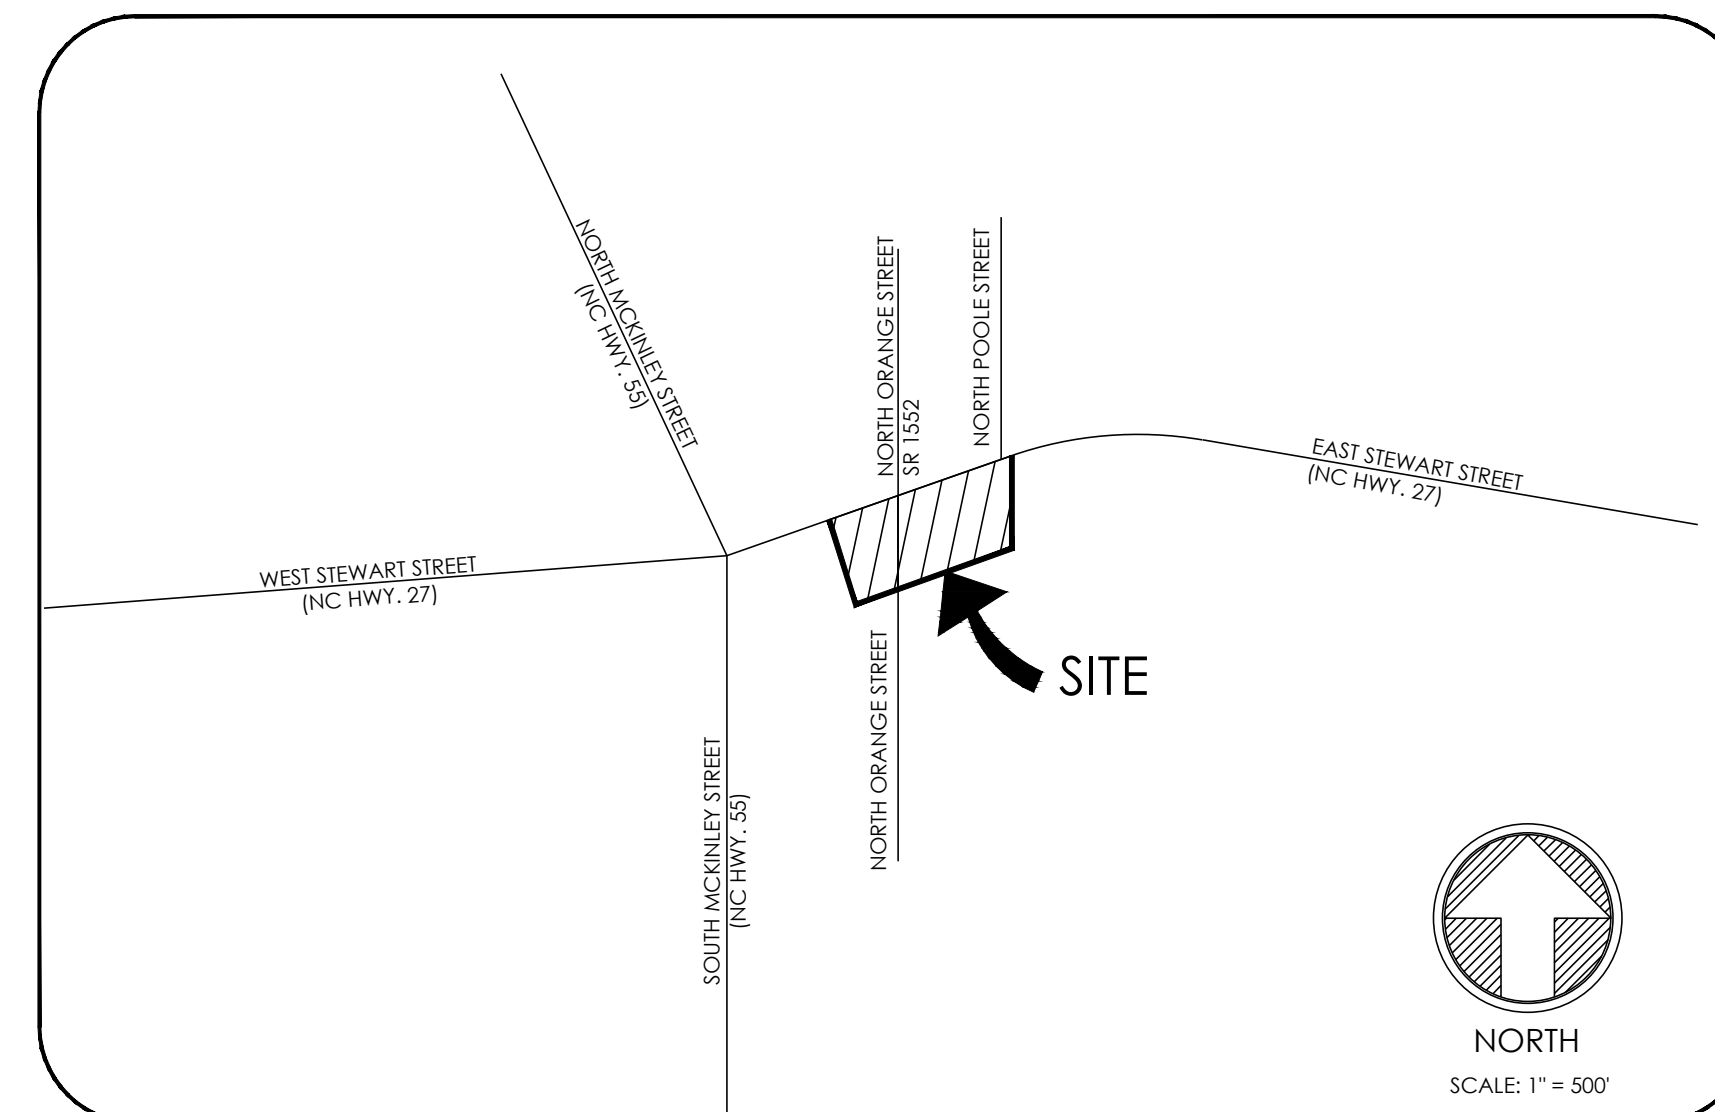 NORTH MCKINLEY STREET
(NC HWY. 55)
NORTH ORANGE STREET
SR 1552
NORTH POOLE STREET
EAST STEWART STREET
(NC HWY. 27)
WEST STEWART STREET
(NC HWY. 27)
NORTH ORANGE STREET
SITE
SOUTH MCKINLEY STREET
(NC HWY. 55)
NORTH
SCALE: 1" = 500'